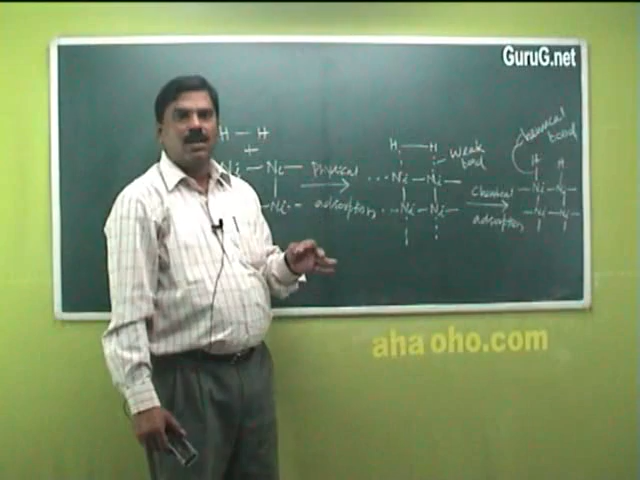 GuruG.net
H — H
+
Ni — Ni —
Ni - -
Physical
adsorption
H — H
weak
bond
... Ni — Ni —
... Ni — Ni —
Chemical
adsorption
chemical
bond
H H
— Ni — Ni —
— Ni — Ni —
aha oho.com